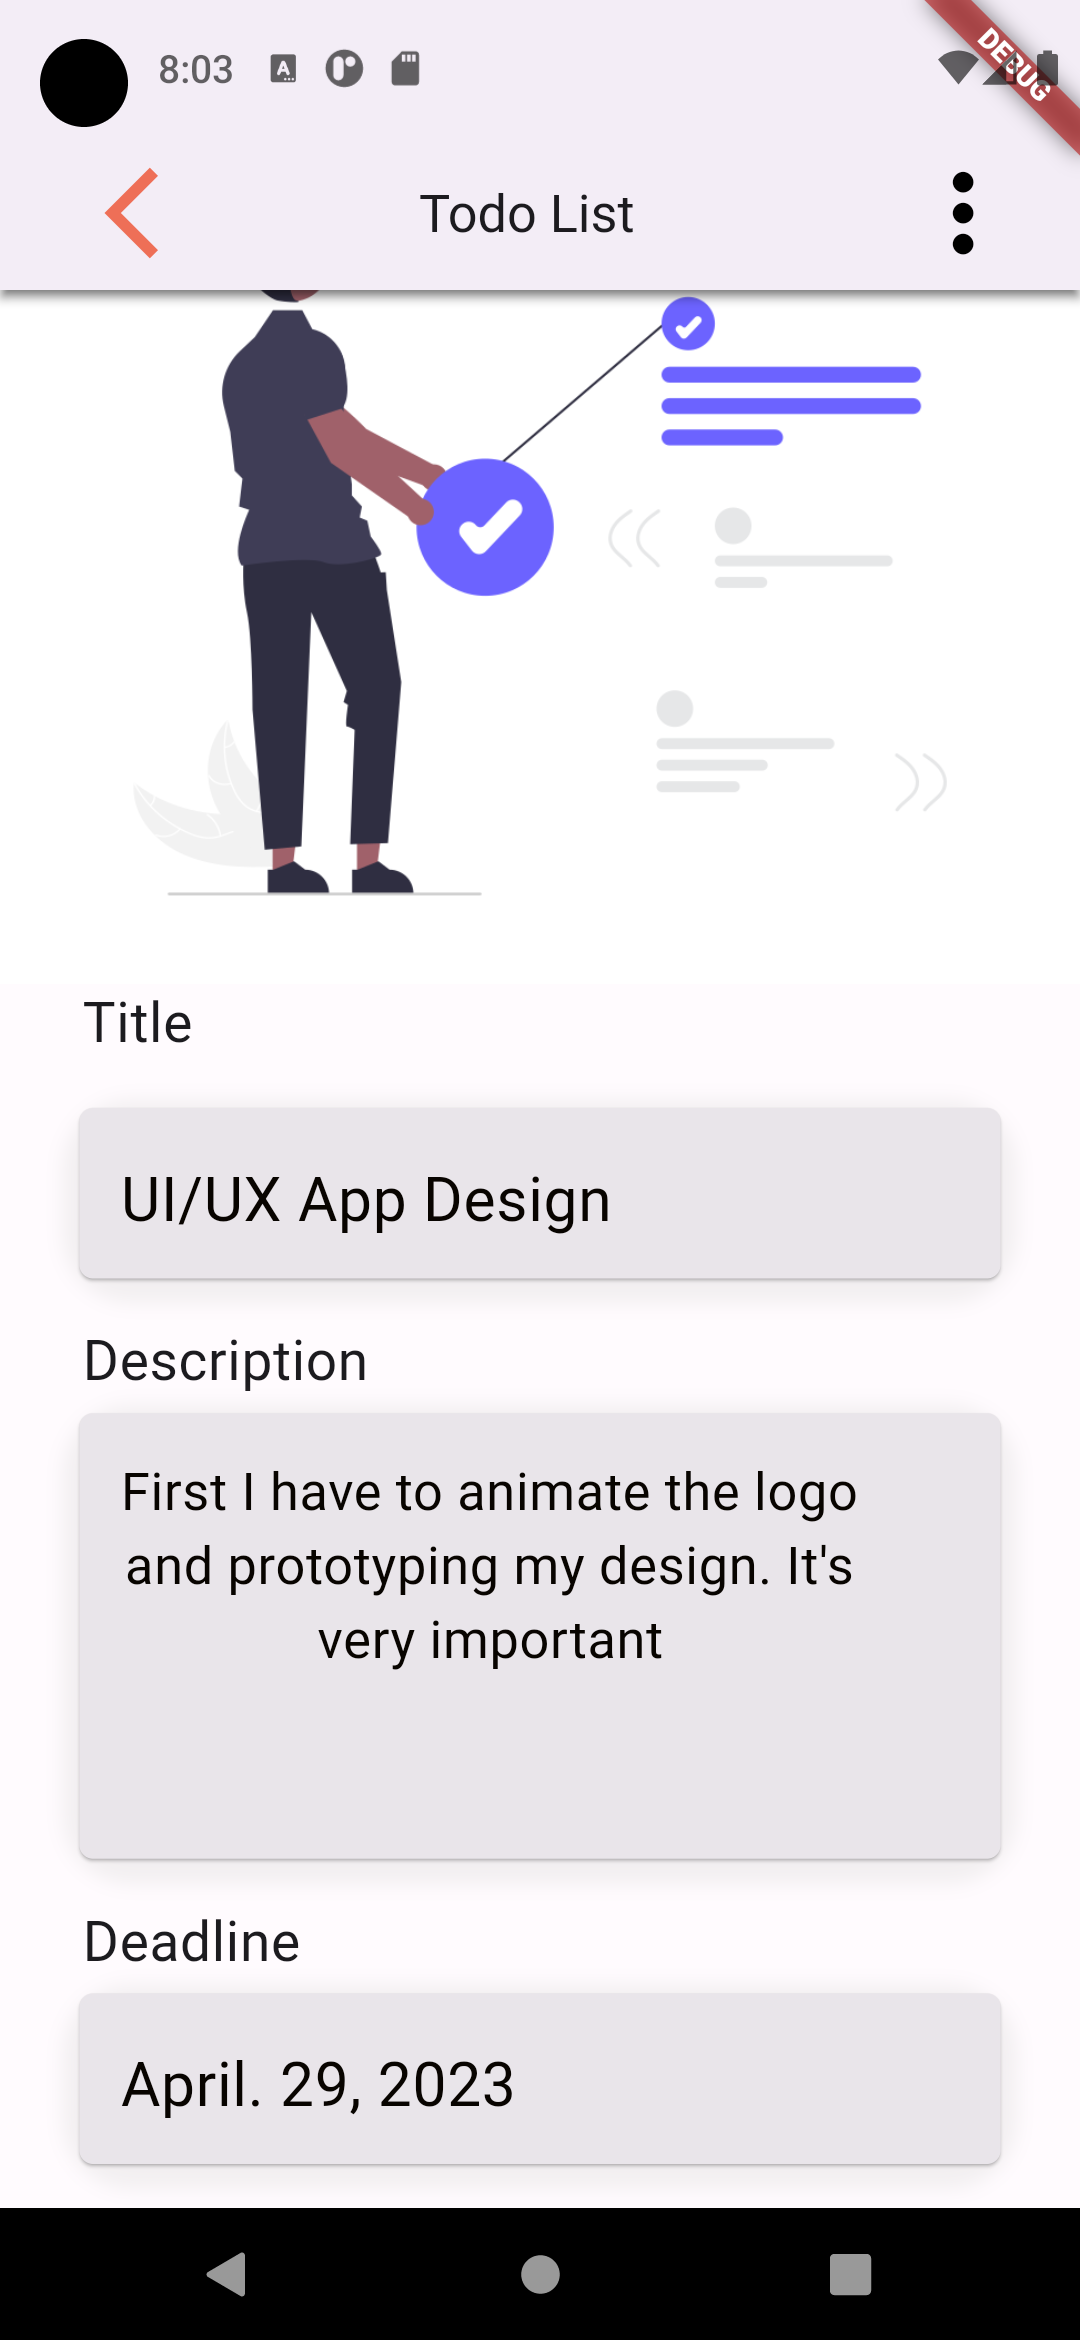 8:03
DEBUG
Todo List
Title
UI/UX App Design
Description
First I have to animate the logo
and prototyping my design. It's
very important
Deadline
April. 29, 2023